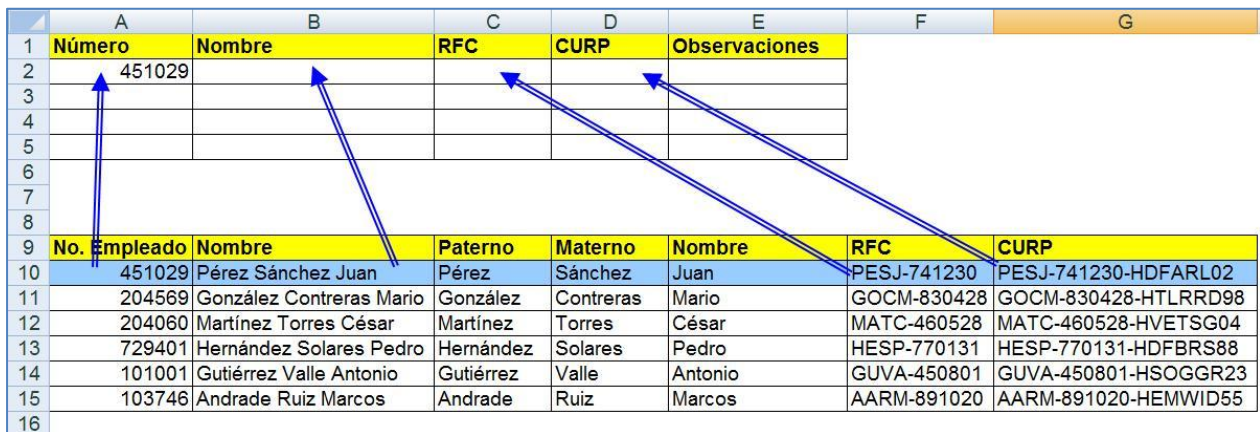 A B C D E F G
1 Número Nombre RFC CURP Observaciones
2 451029
3
4
5
6
7
8
9 No. Empleado Nombre Paterno Materno Nombre RFC CURP
10 451029 Pérez Sánchez Juan Pérez Sánchez Juan PESJ-741230 PESJ-741230-HDFARL02
11 204569 González Contreras Mario González Contreras Mario GOCM-830428 GOCM-830428-HTLRRD98
12 204060 Martínez Torres César Martínez Torres César MATC-460528 MATC-460528-HVETSG04
13 729401 Hernández Solares Pedro Hernández Solares Pedro HESP-770131 HESP-770131-HDFBRS88
14 101001 Gutiérrez Valle Antonio Gutiérrez Valle Antonio GUVA-450801 GUVA-450801-HSOGGR23
15 103746 Andrade Ruiz Marcos Andrade Ruiz Marcos AARM-891020 AARM-891020-HEMWID55
16